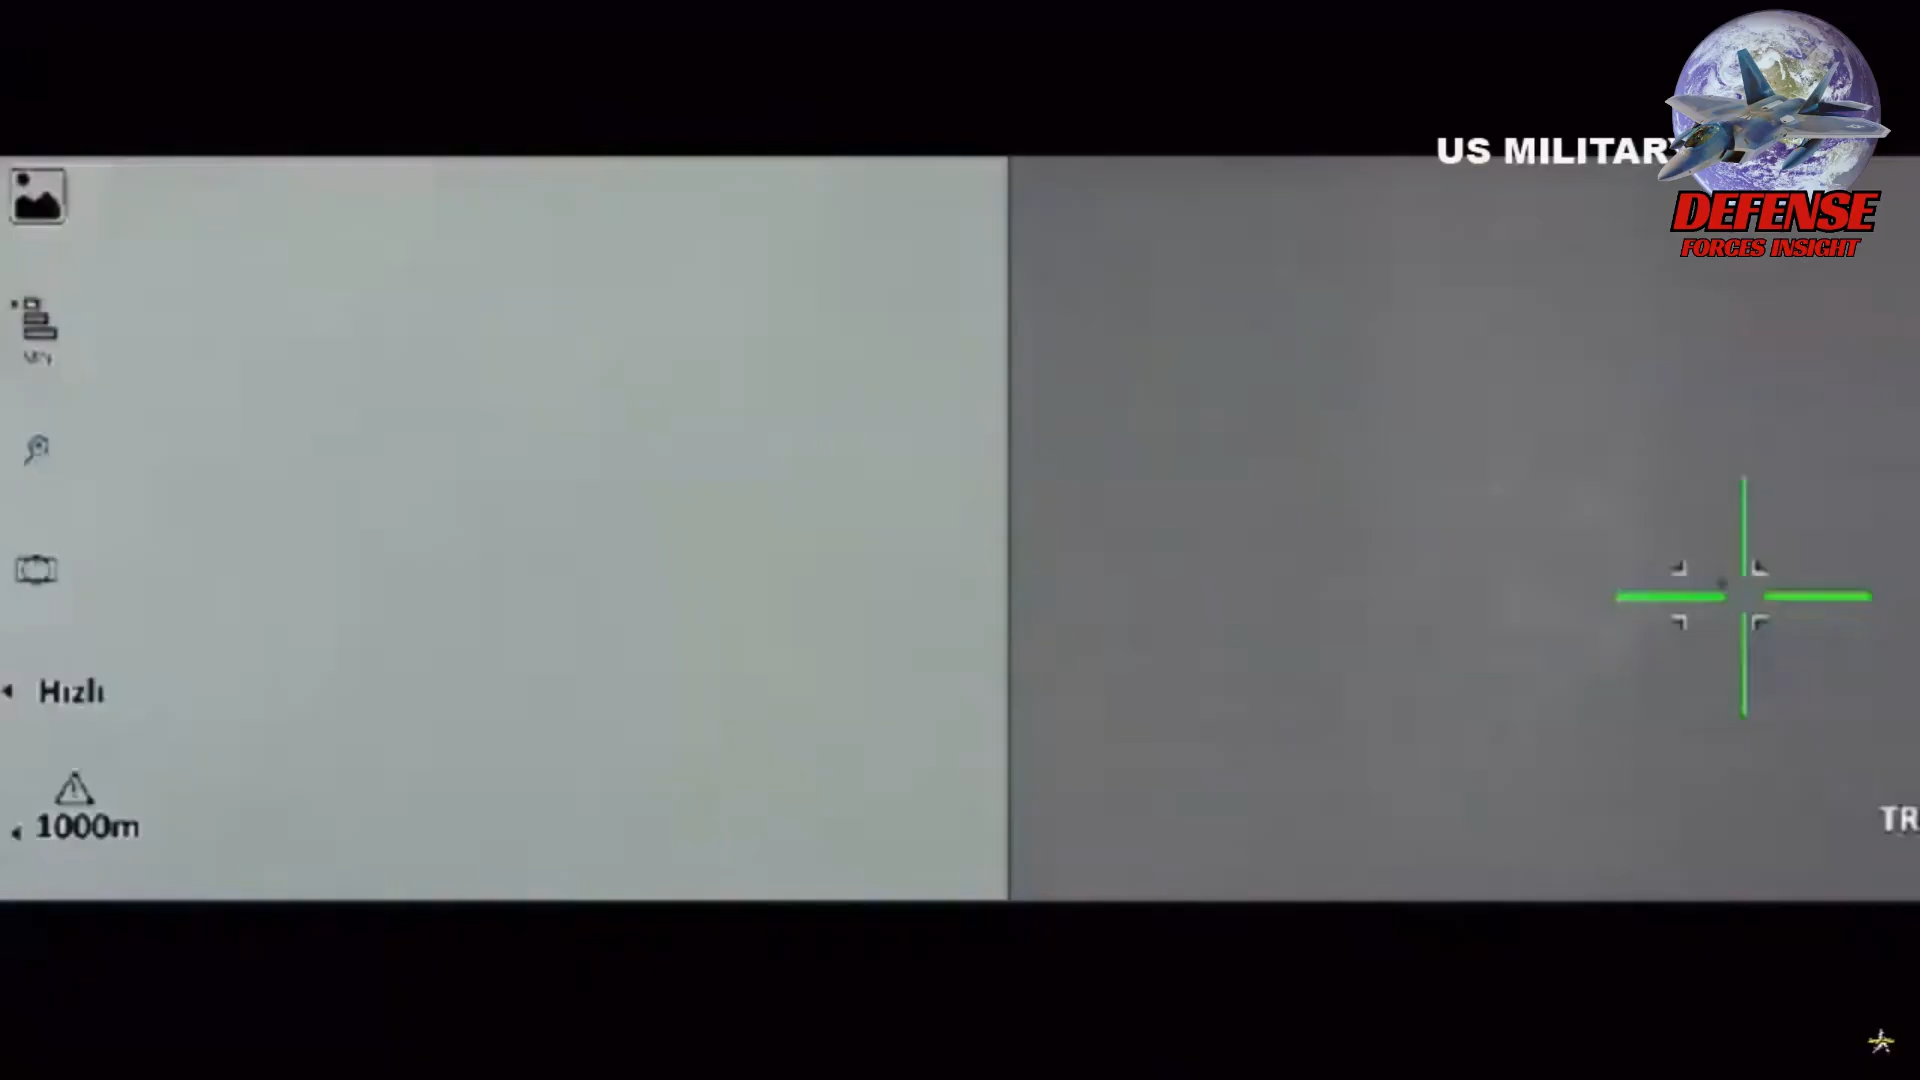 US MILITARY
DEFENSE
FORCES INSIGHT
Hızlı
1000m
TR